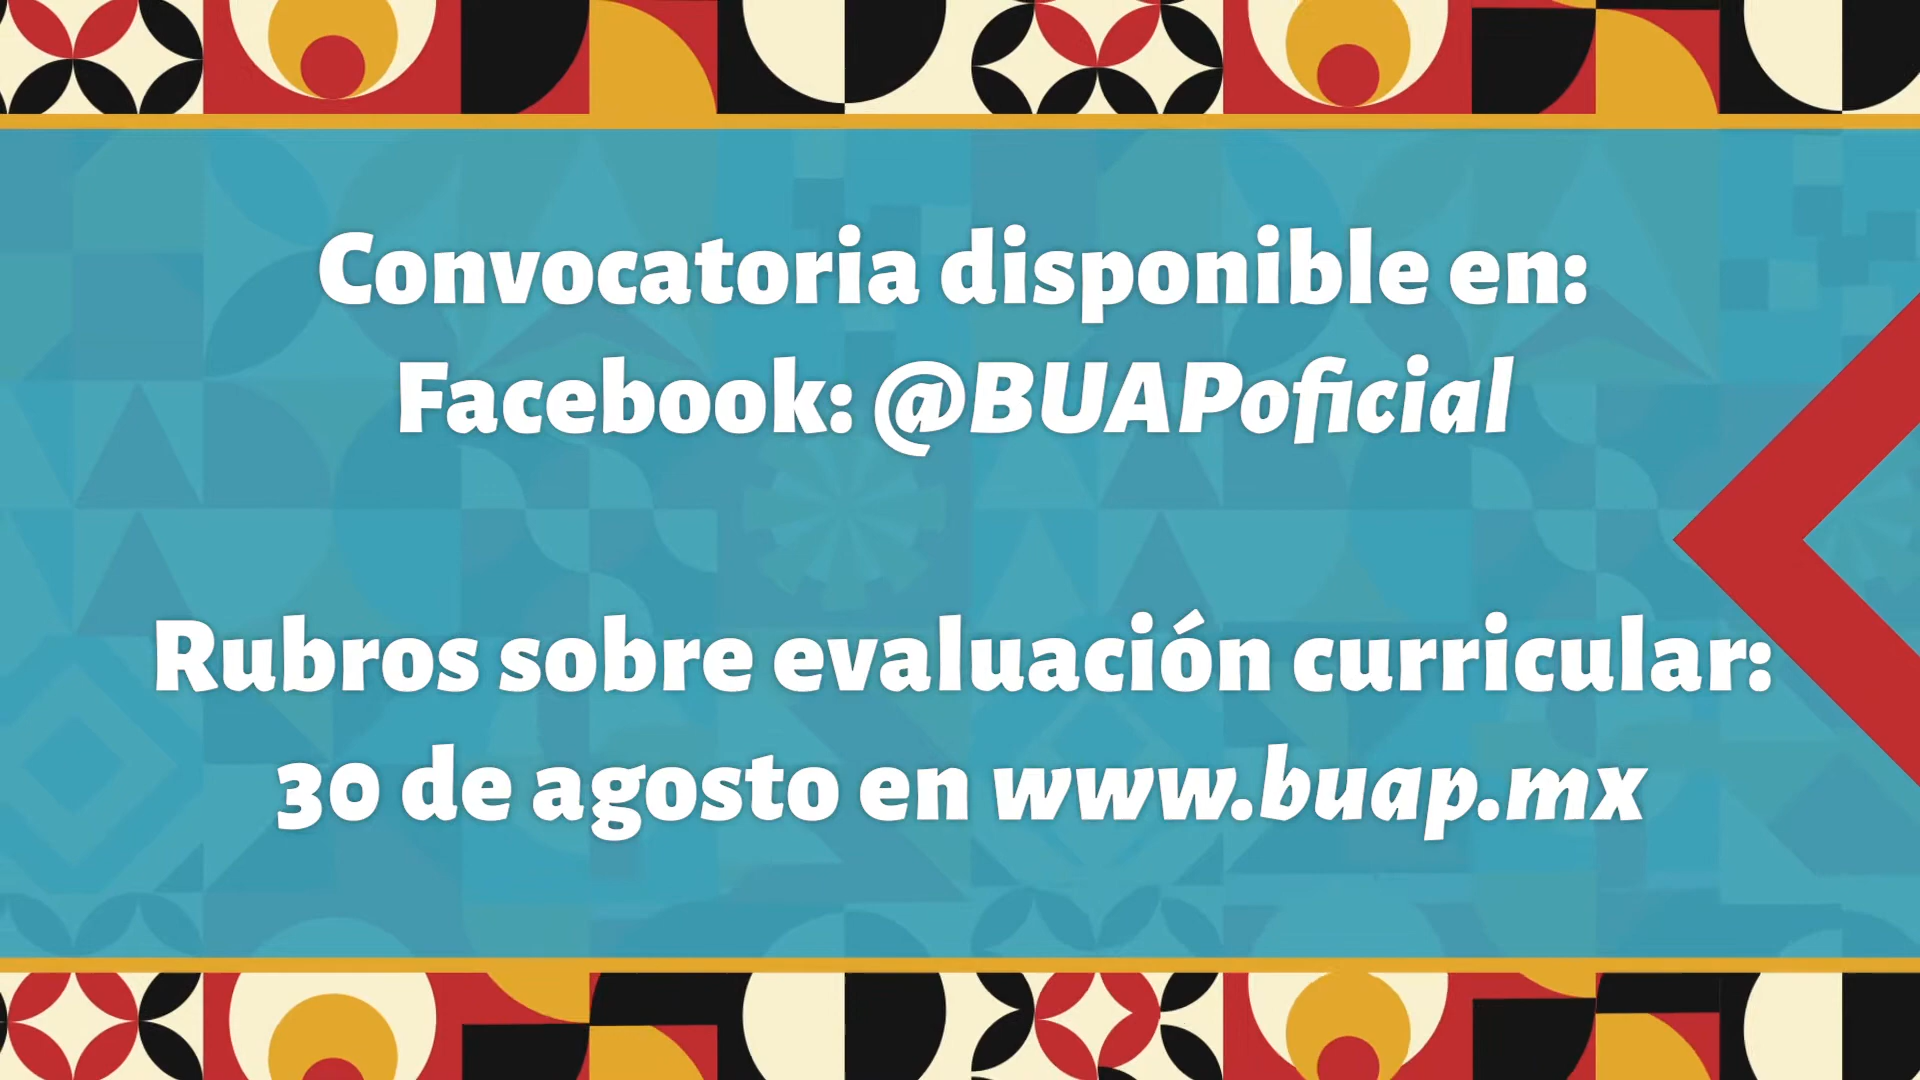 Convocatoria disponible en:
Facebook: @BUAPoficial
Rubros sobre evaluación curricular:
30 de agosto en www.buap.mx